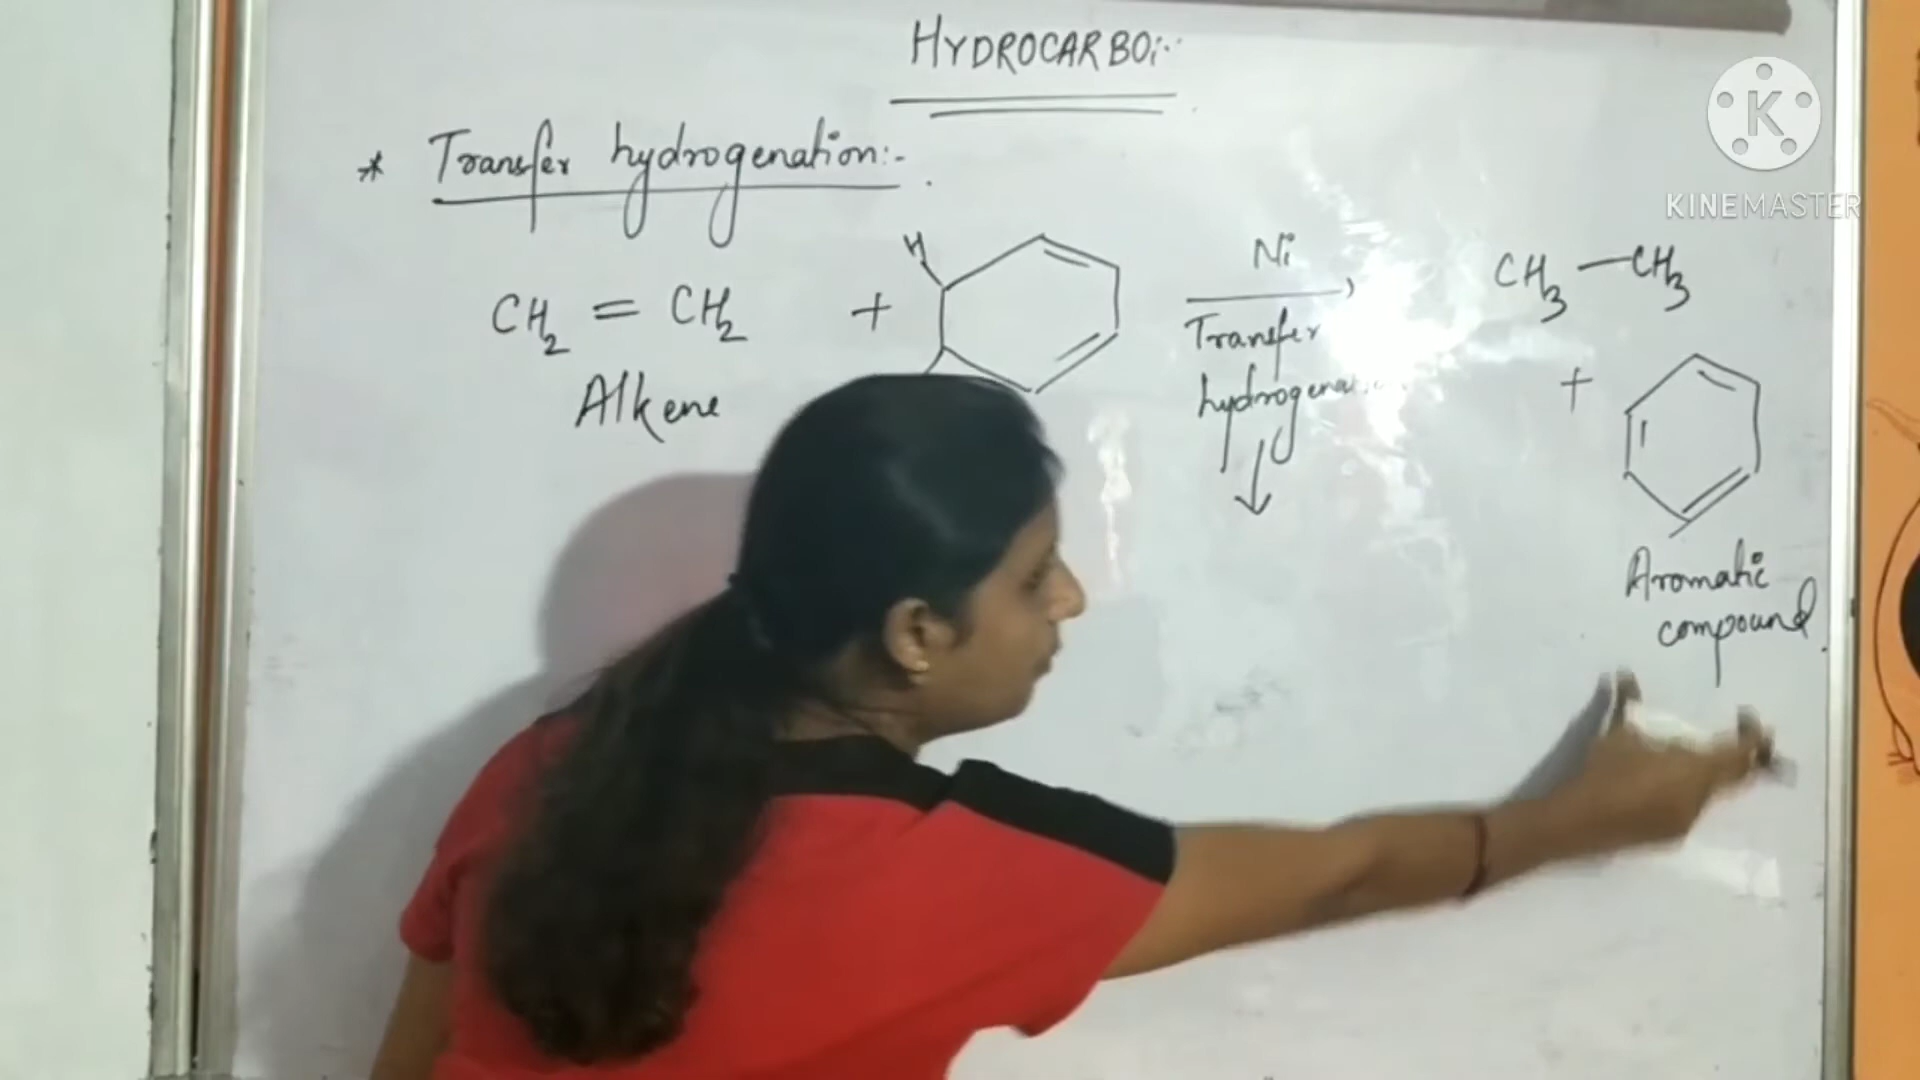 HYDROCARBO
* Transfer hydrogenation:-
CH2 = CH2 + H Ni CH3 - CH3
Alkene Transfer
+
Aromatic
compound.
K
KINEMASTER